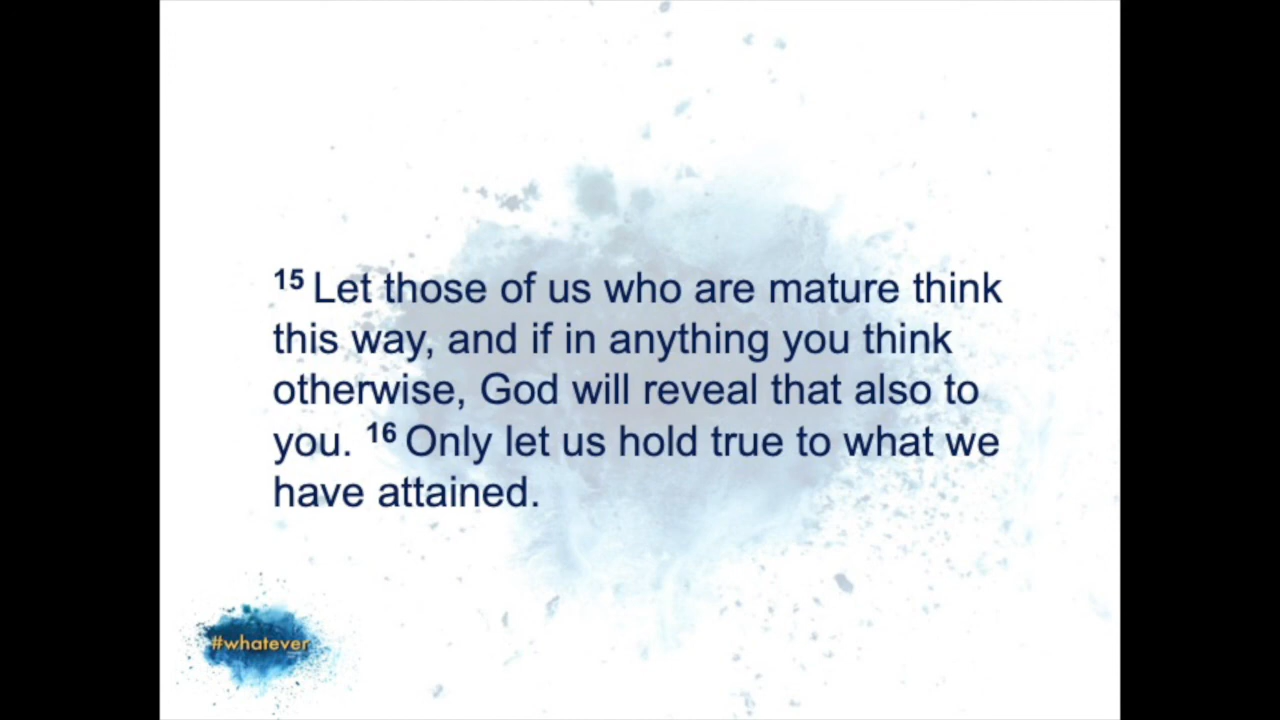 15 Let those of us who are mature think
this way, and if in anything you think
otherwise, God will reveal that also to
you. 16 Only let us hold true to what we
have attained.
#whatever